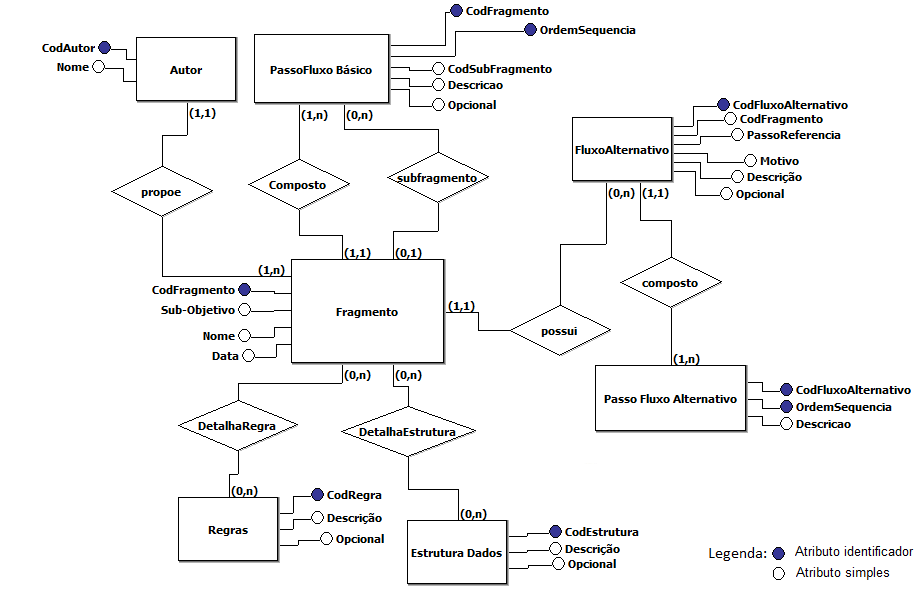 CodFragmento
OrdemSequencia
CodAutor
Nome
Autor
PassoFluxo Básico
CodSubFragmento
Descricao
Opcional
(1,1)
(1,n)
(0,n)
CodFluxoAlternativo
CodFragmento
PassoReferencia
FluxoAlternativo
Motivo
Descrição
Opcional
propoe
Composto
subfragmento
(0,n)
(1,1)
(1,1)
(0,1)
(1,n)
CodFragmento
Sub-Objetivo
Nome
Data
Fragmento
(1,1)
possui
composto
(1,n)
(0,n)
(0,n)
Passo Fluxo Alternativo
CodFluxoAlternativo
OrdemSequencia
Descricao
DetalhaRegra
DetalhaEstrutura
(0,n)
(0,n)
Regras
CodRegra
Descrição
Opcional
Estrutura Dados
CodEstrutura
Descrição
Opcional
Legenda:
Atributo identificador
Atributo simples